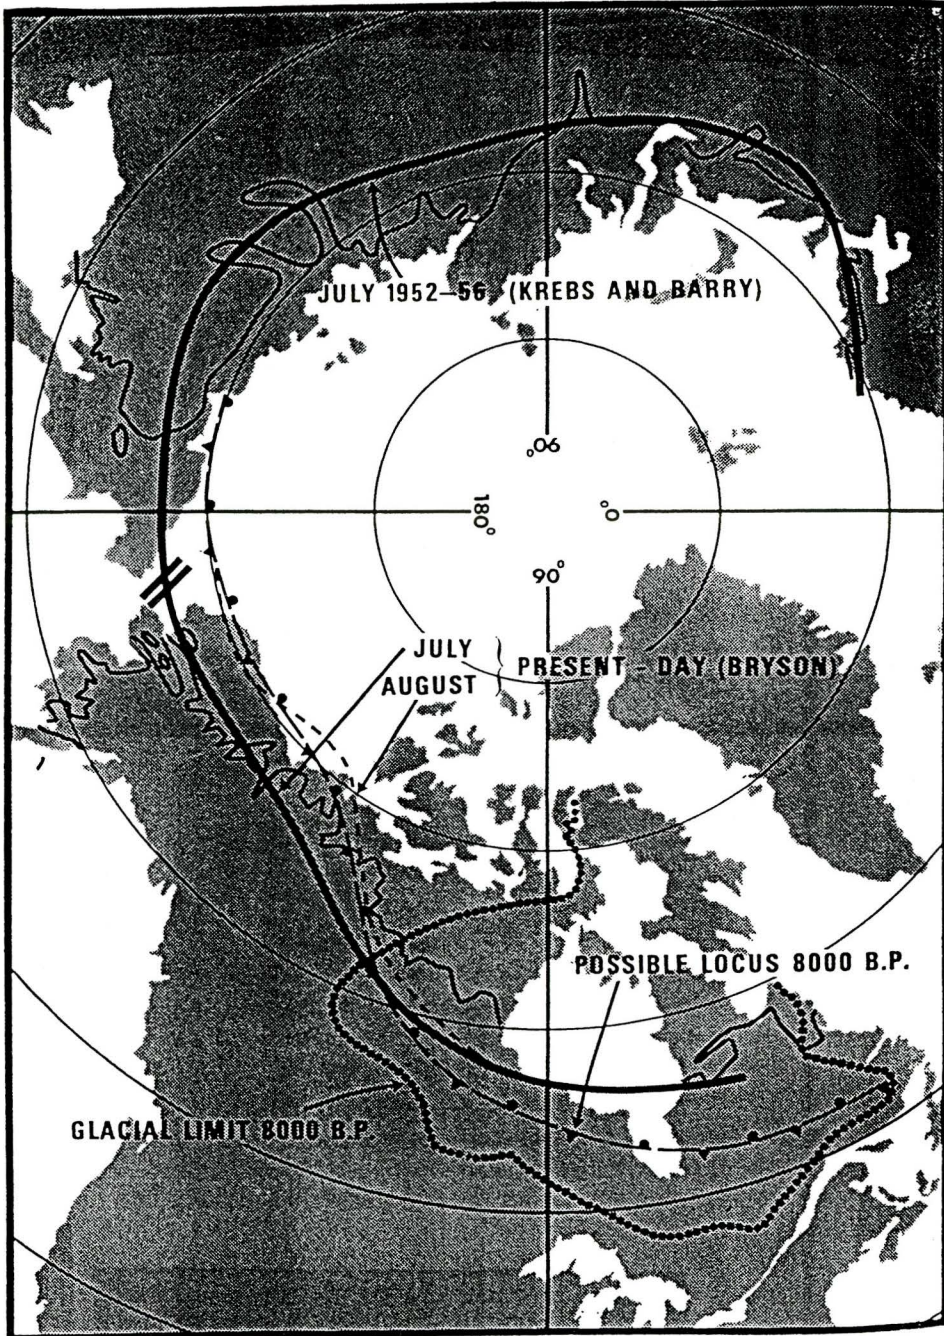 JULY 1952-56 (KREBS AND BARRY)
90°
180°
0°
90°
JULY
AUGUST
PRESENT - DAY (BRYSON)
POSSIBLE LOCUS 8000 B.P.
GLACIAL LIMIT 8000 B.P.